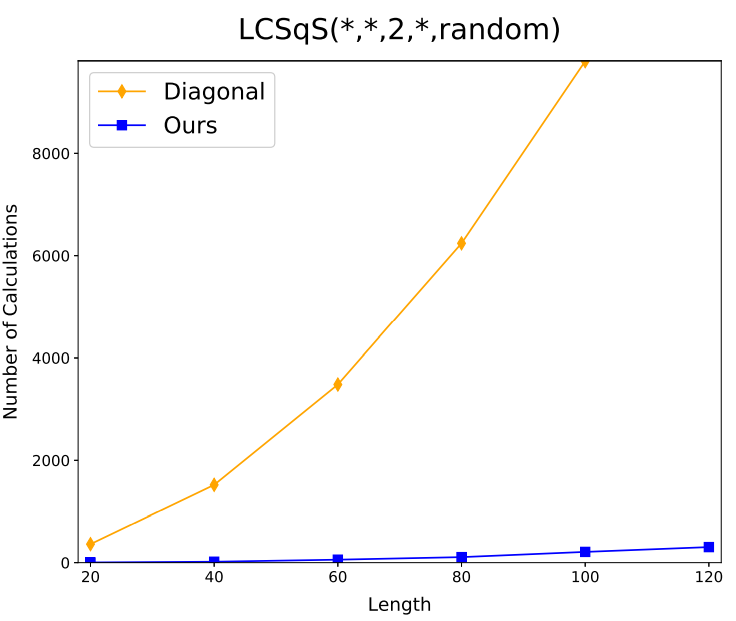 LCSqS(*,*,2,*,random)
Diagonal
Ours
8000
6000
4000
2000
0
Number of Calculations
20 40 60 80 100 120
Length